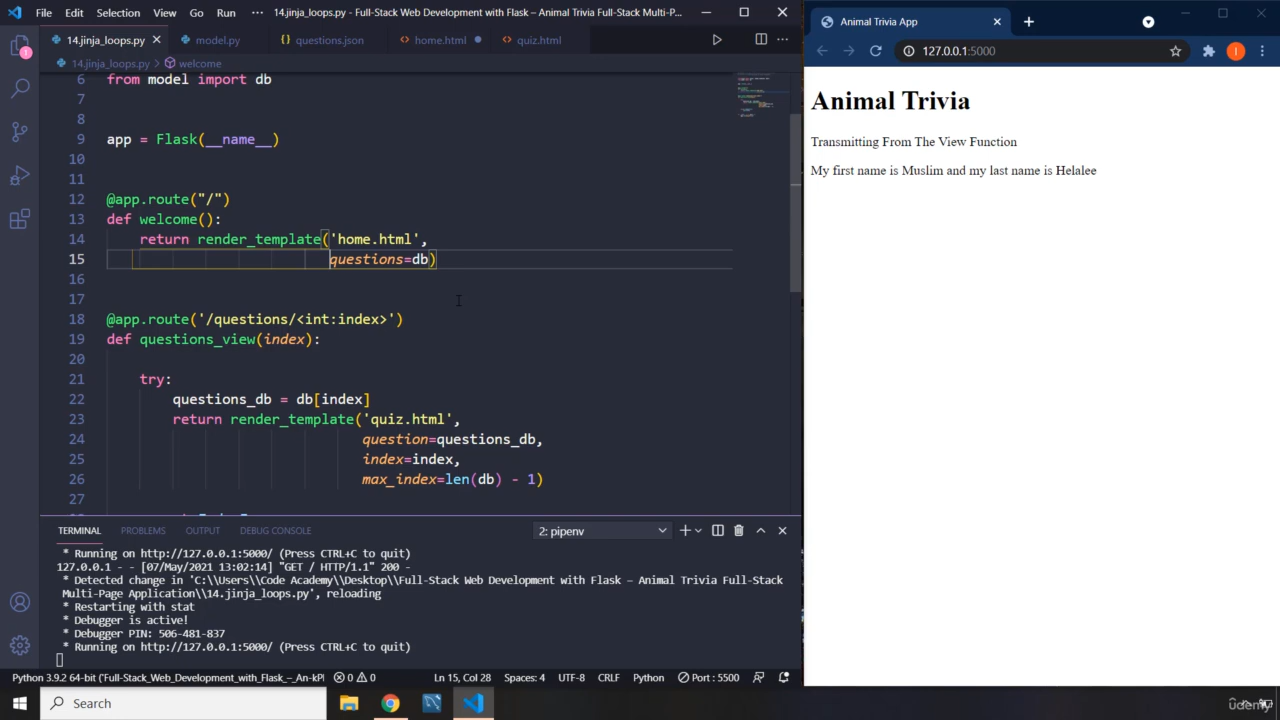 File Edit Selection View Go Run ··· 14.jinja_loops.py – Full-Stack Web Development with Flask – Animal Trivia Full-Stack Multi-P...
14.jinja_loops.py model.py questions.json home.html quiz.html
14.jinja_loops.py > welcome
6 from model import db
7
8
9 app = Flask(__name__)
10
11
12 @app.route("/")
13 def welcome():
14 return render_template('home.html',
15 questions=db)
16
17
18 @app.route('/questions/<int:index>')
19 def questions_view(index):
20
21 try:
22 questions_db = db[index]
23 return render_template('quiz.html',
24 question=questions_db,
25 index=index,
26 max_index=len(db) - 1)
27
TERMINAL PROBLEMS OUTPUT DEBUG CONSOLE 2: pipenv
* Running on http://127.0.0.1:5000/ (Press CTRL+C to quit)
127.0.0.1 - - [07/May/2021 13:02:14] "GET / HTTP/1.1" 200 -
* Detected change in 'C:\\Users\\Code Academy\\Desktop\\Full-Stack Web Development with Flask – Animal Trivia Full-Stack
Multi-Page Application\\14.jinja_loops.py', reloading
* Restarting with stat
* Debugger is active!
* Debugger PIN: 506-481-837
* Running on http://127.0.0.1:5000/ (Press CTRL+C to quit)
Python 3.9.2 64-bit (Full-Stack_Web_Development_with_Flask_–_An-kP 0 0 Ln 15, Col 28 Spaces: 4 UTF-8 CRLF Python Port : 5500
Search
Animal Trivia App
127.0.0.1:5000
I
Animal Trivia
Transmitting From The View Function
My first name is Muslim and my last name is Helalee
udemy